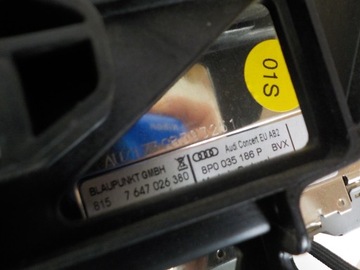 01S
BLAUPUNKT GMBH
815 7 647 026 380
Audi Concert EU AB2
8P0 035 186 P BVX